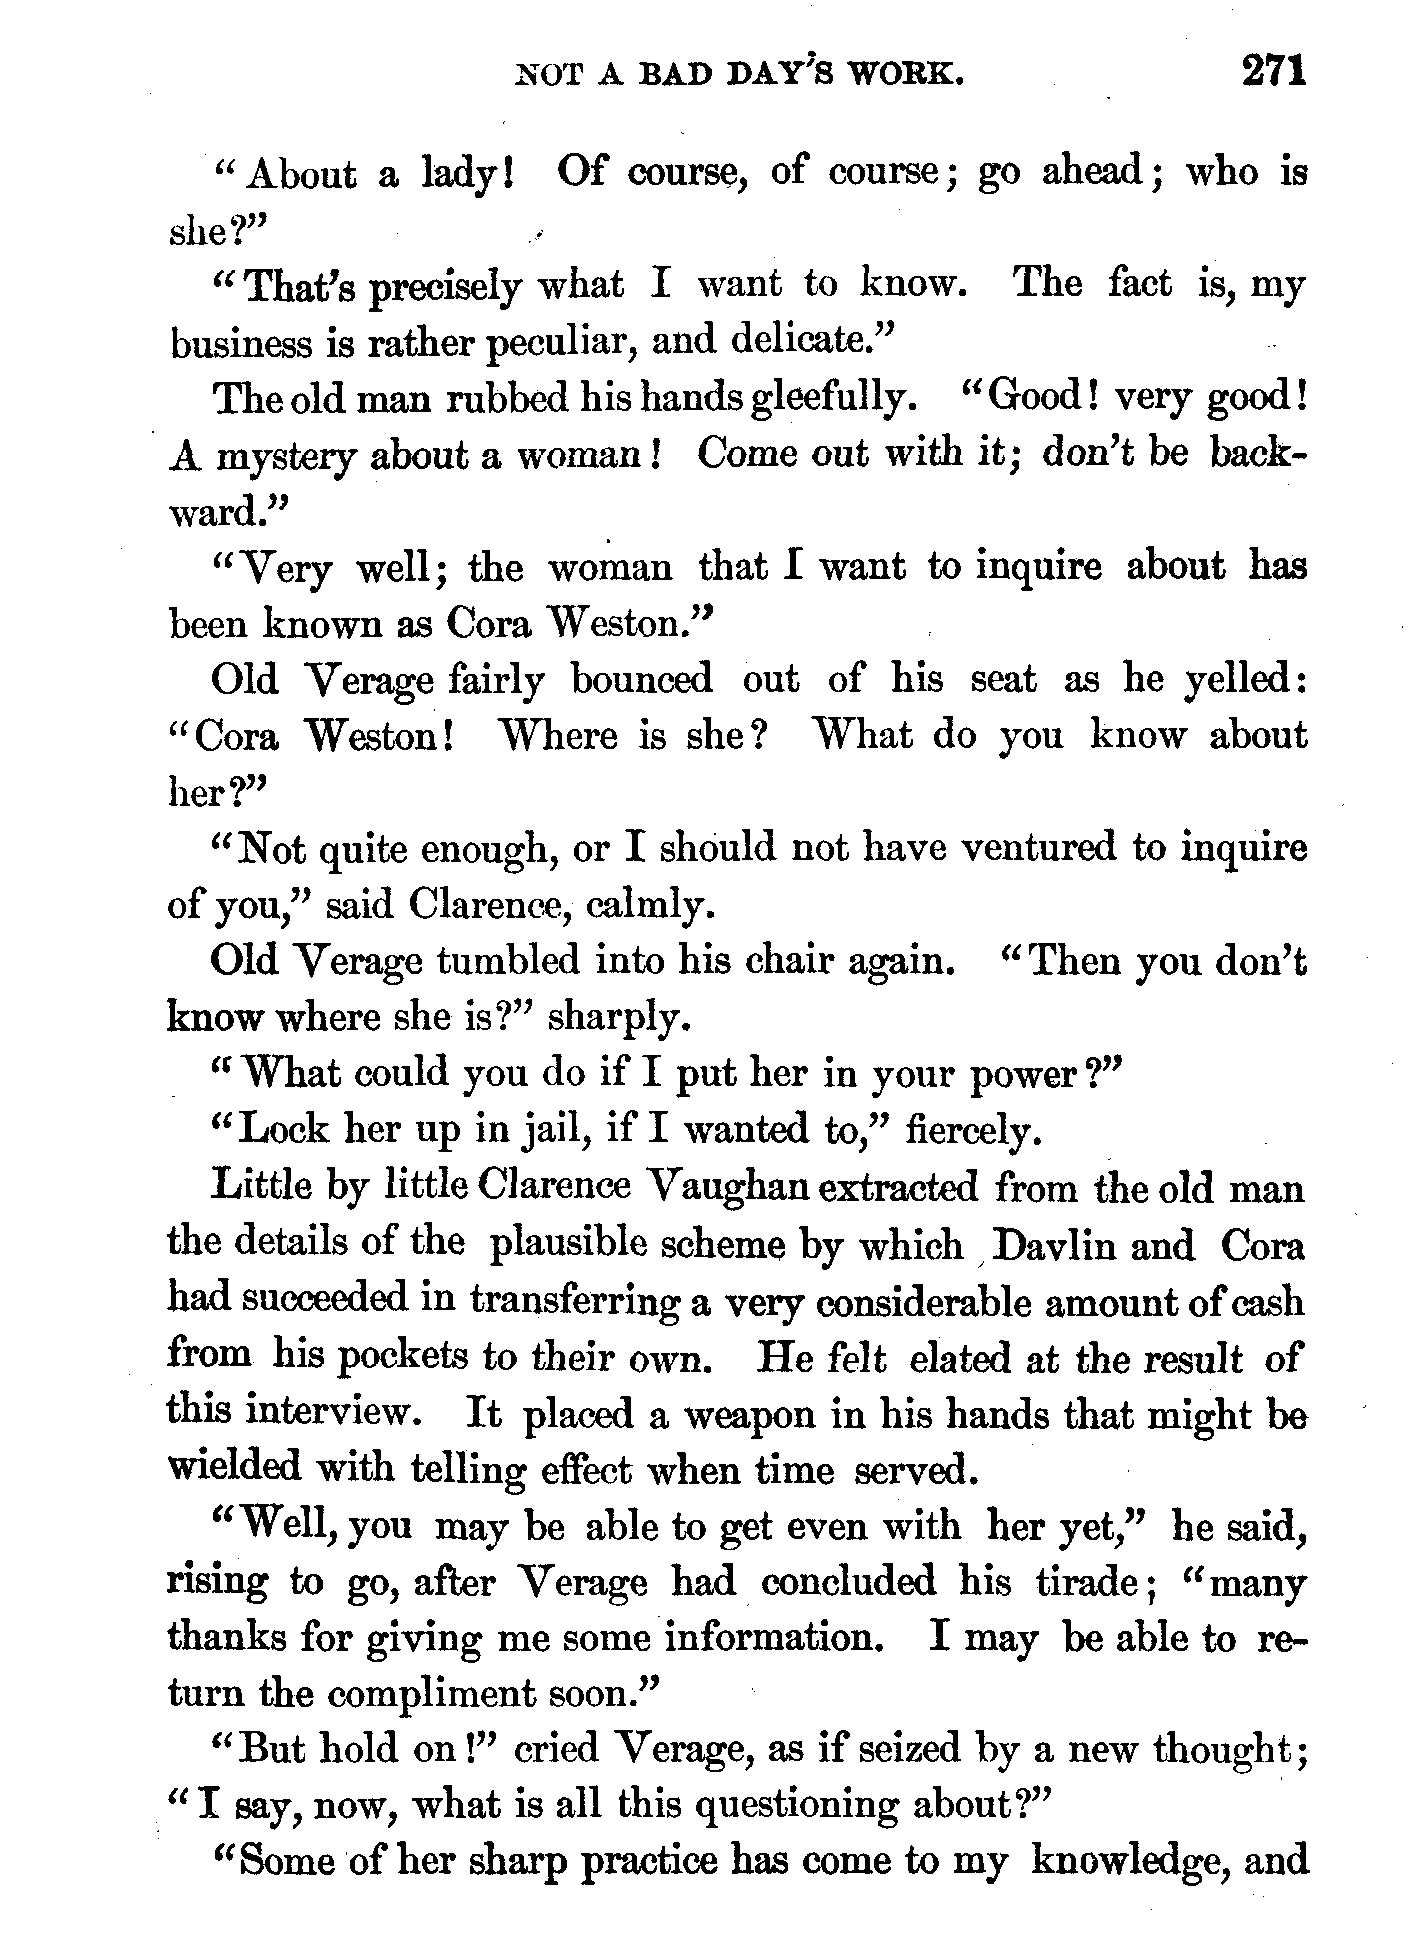 NOT A BAD DAY'S WORK. 271
"About a lady! Of course, of course; go ahead; who is
she?"
"That's precisely what I want to know. The fact is, my
business is rather peculiar, and delicate."
The old man rubbed his hands gleefully. "Good! very good!
A mystery about a woman! Come out with it; don't be back-
ward."
"Very well; the woman that I want to inquire about has
been known as Cora Weston."
Old Verage fairly bounced out of his seat as he yelled:
"Cora Weston! Where is she? What do you know about
her?"
"Not quite enough, or I should not have ventured to inquire
of you," said Clarence, calmly.
Old Verage tumbled into his chair again. "Then you don't
know where she is?" sharply.
"What could you do if I put her in your power?"
"Lock her up in jail, if I wanted to," fiercely.
Little by little Clarence Vaughan extracted from the old man
the details of the plausible scheme by which Davlin and Cora
had succeeded in transferring a very considerable amount of cash
from his pockets to their own. He felt elated at the result of
this interview. It placed a weapon in his hands that might be
wielded with telling effect when time served.
"Well, you may be able to get even with her yet," he said,
rising to go, after Verage had concluded his tirade; "many
thanks for giving me some information. I may be able to re-
turn the compliment soon."
"But hold on!" cried Verage, as if seized by a new thought;
"I say, now, what is all this questioning about?"
"Some of her sharp practice has come to my knowledge, and